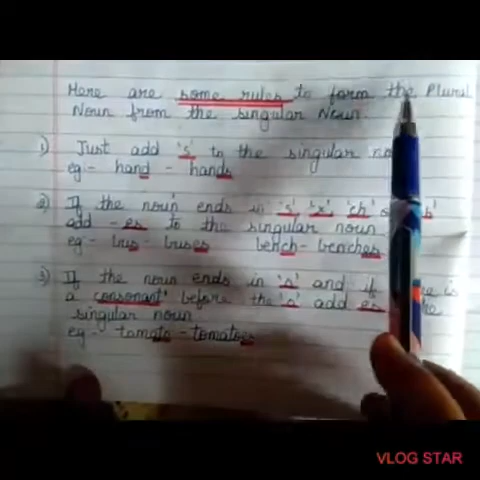 Here are some rules to form the Plural
Noun from the singular Noun.
1) Just add 's' to the singular no
eg:- hand - hands
2) If the noun ends in 's', 'x', 'ch'
add - es to the singular noun.
eg - bus - buses bench - benches
3) If the noun ends in 'o' and if is
a consonant' before the 'o' add es
singular noun
eg - tomato - tomatoes
VLOG STAR